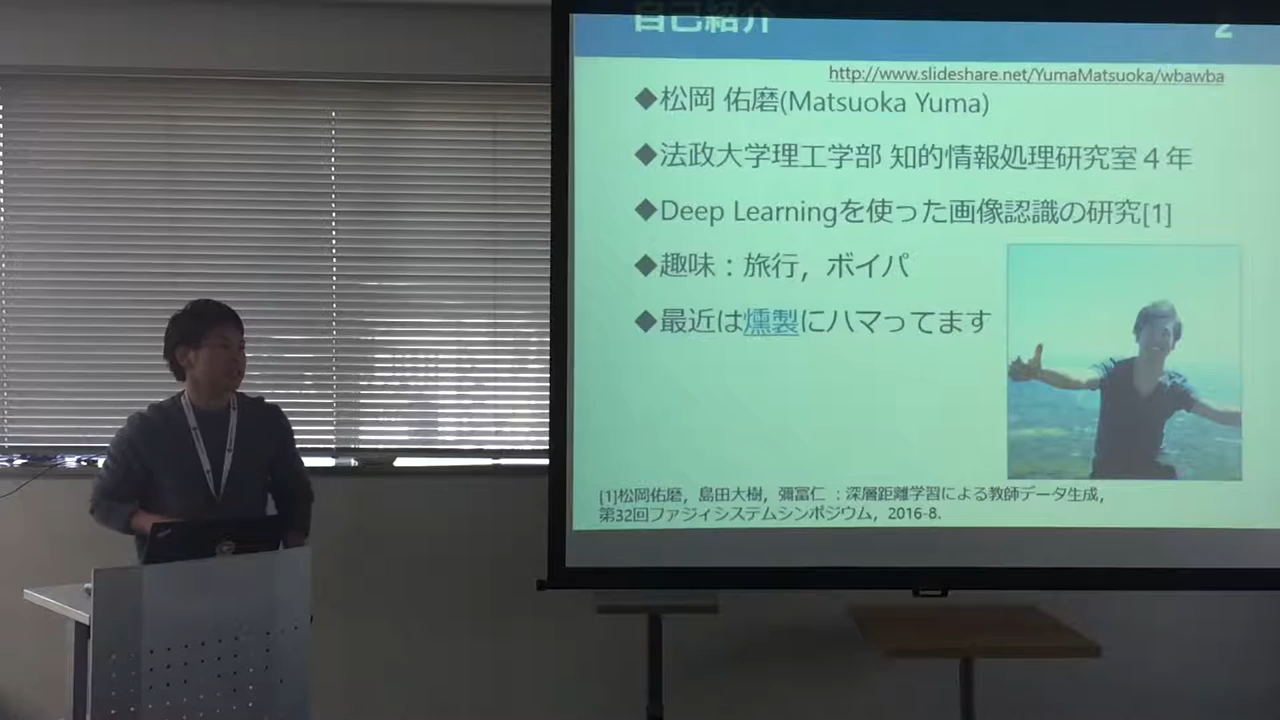 自己紹介
2
http://www.slideshare.net/YumaMatsuoka/wbawba
◆松岡 佑磨(Matsuoka Yuma)
◆法政大学理工学部 知的情報処理研究室４年
◆Deep Learningを使った画像認識の研究[1]
◆趣味：旅行，ボイパ
◆最近は燻製にハマってます
[1]松岡佑磨，島田大樹，彌冨仁 ：深層距離学習による教師データ生成，
第32回ファジィシステムシンポジウム，2016-8.